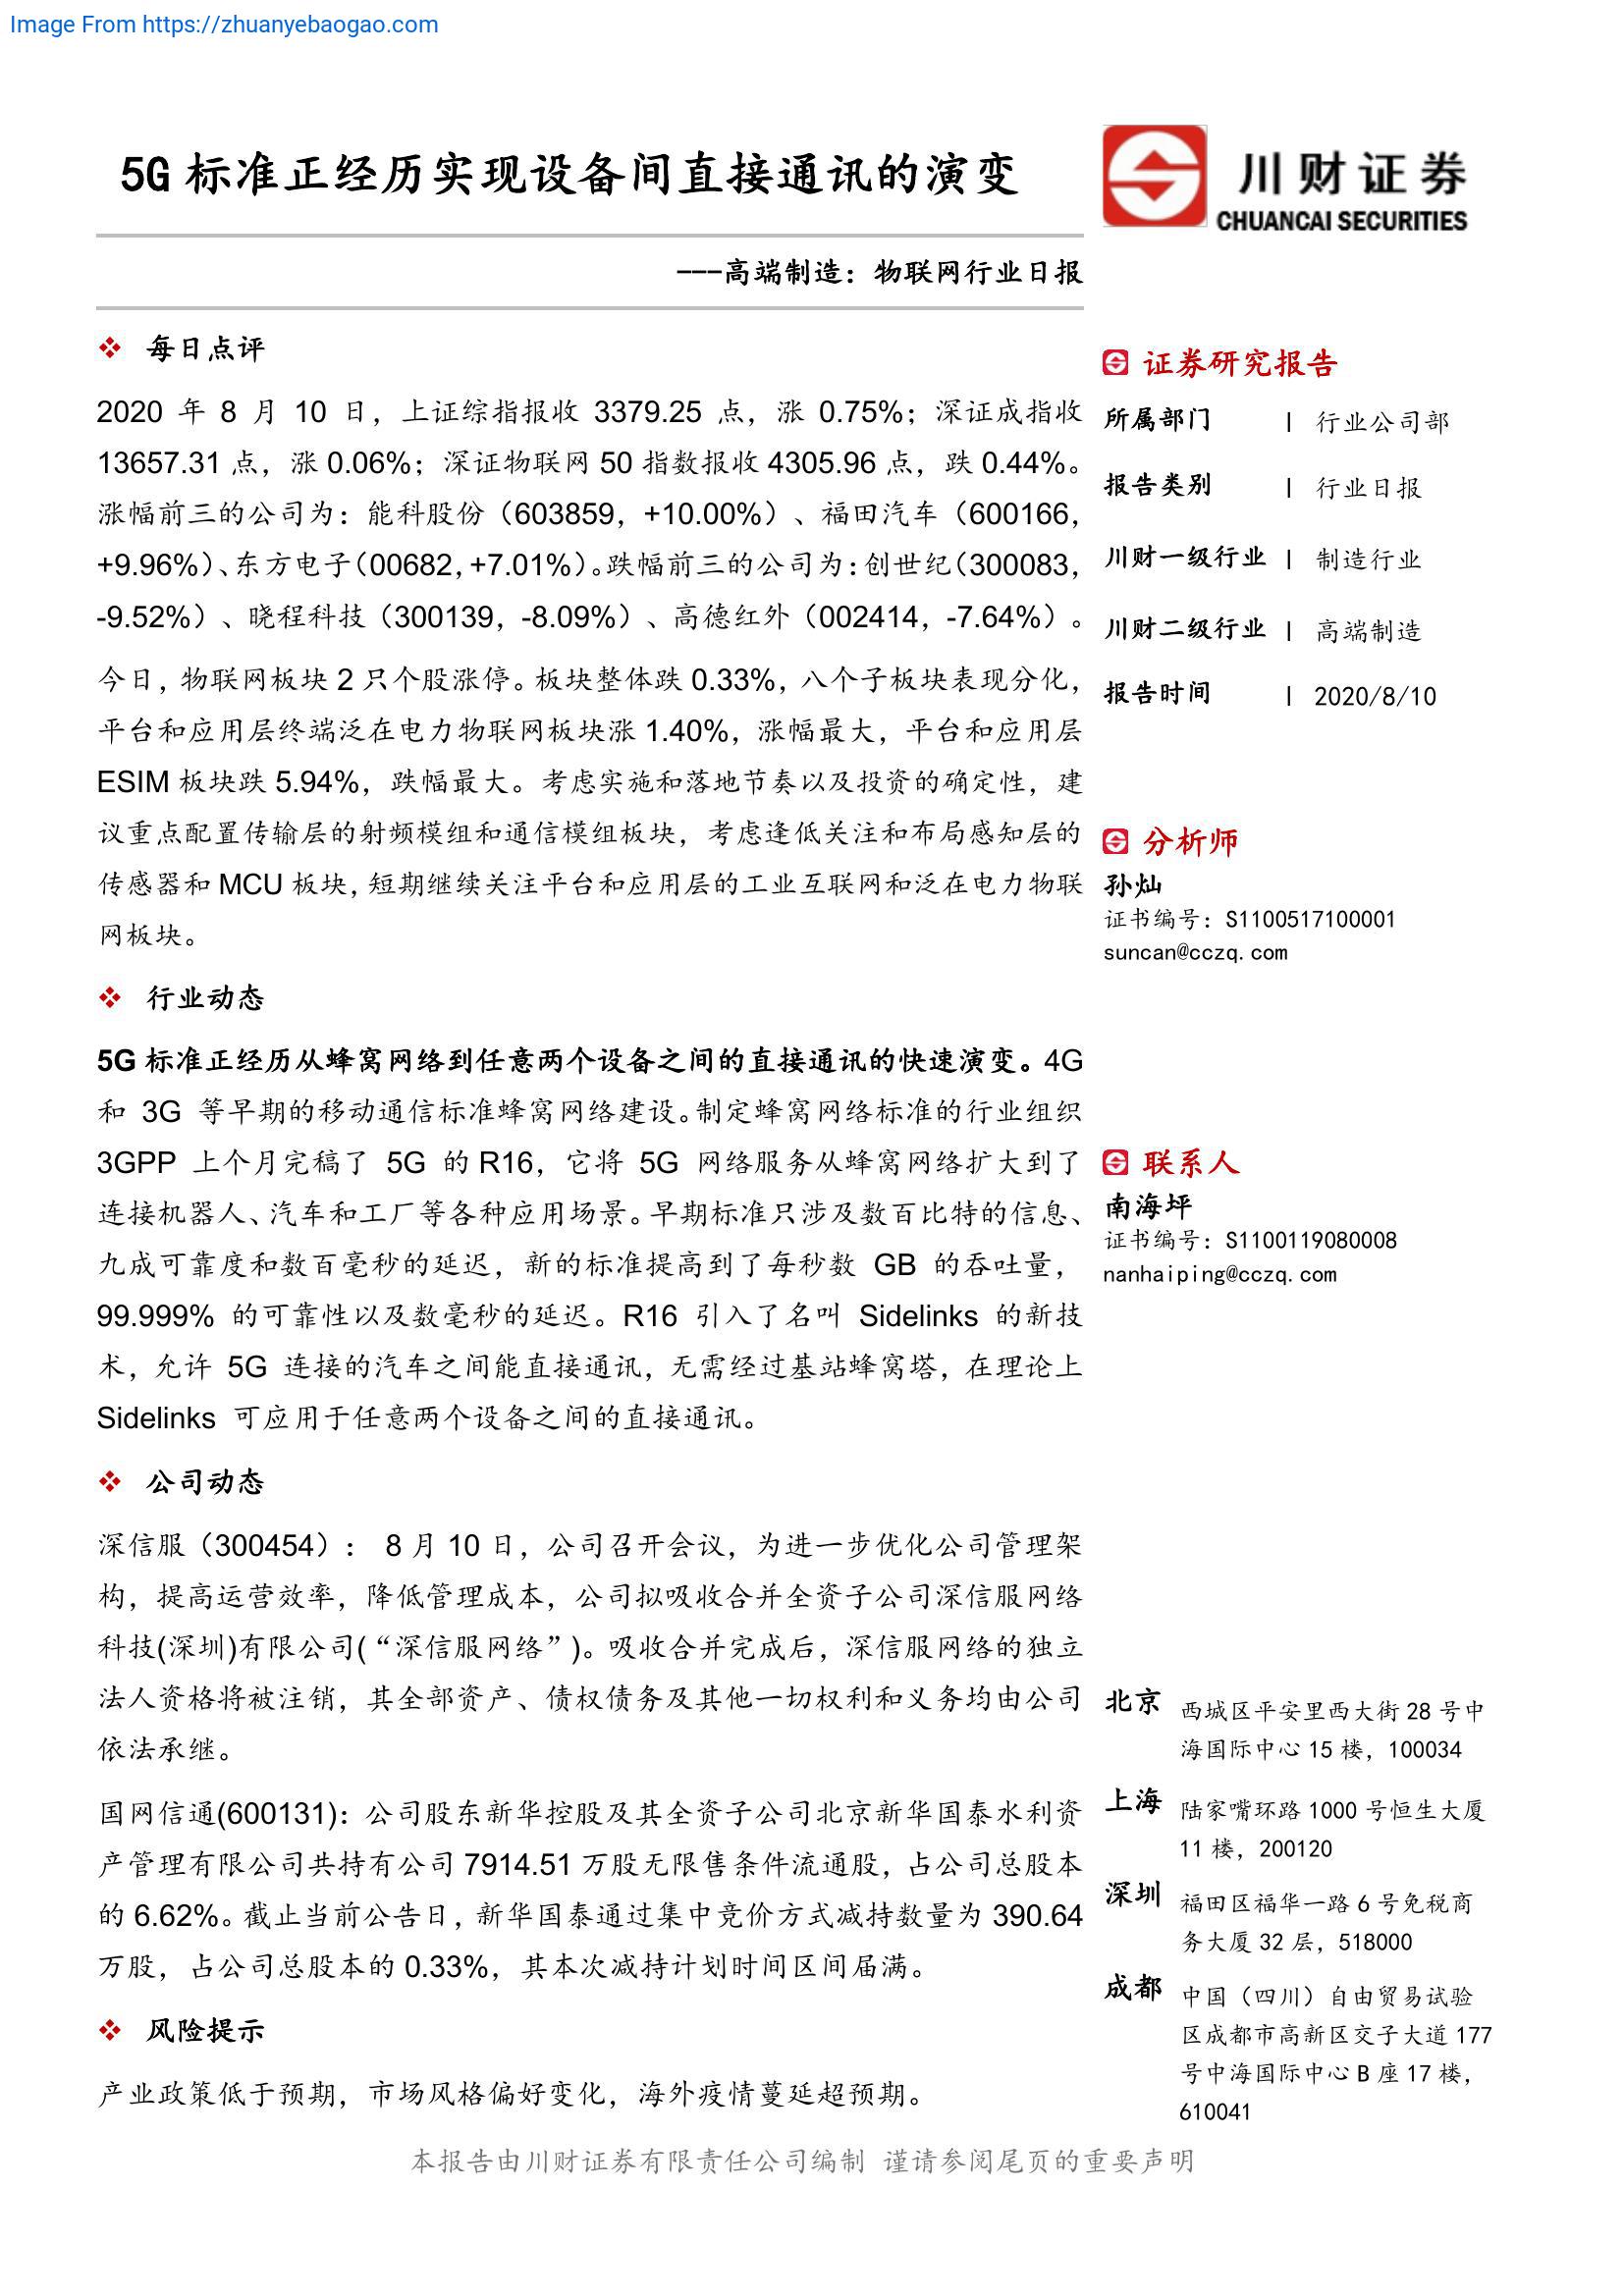 Image From https://zhuanyebaogao.com
5G 标准正经历实现设备间直接通讯的演变
---高端制造：物联网行业日报
❖ 每日点评
2020 年 8 月 10 日，上证综指报收 3379.25 点，涨 0.75%；深证成指收
13657.31 点，涨 0.06%；深证物联网 50 指数报收 4305.96 点，跌 0.44%。
涨幅前三的公司为：能科股份（603859，+10.00%）、福田汽车（600166，
+9.96%）、东方电子（00682，+7.01%）。跌幅前三的公司为：创世纪（300083，
-9.52%）、晓程科技（300139，-8.09%）、高德红外（002414，-7.64%）。
今日，物联网板块 2 只个股涨停。板块整体跌 0.33%，八个子板块表现分化，
平台和应用层终端泛在电力物联网板块涨 1.40%，涨幅最大，平台和应用层
ESIM 板块跌 5.94%，跌幅最大。考虑实施和落地节奏以及投资的确定性，建
议重点配置传输层的射频模组和通信模组板块，考虑逢低关注和布局感知层的
传感器和 MCU 板块，短期继续关注平台和应用层的工业互联网和泛在电力物联
网板块。
❖ 行业动态
5G 标准正经历从蜂窝网络到任意两个设备之间的直接通讯的快速演变。4G
和 3G 等早期的移动通信标准蜂窝网络建设。制定蜂窝网络标准的行业组织
3GPP 上个月完稿了 5G 的 R16，它将 5G 网络服务从蜂窝网络扩大到了
连接机器人、汽车和工厂等各种应用场景。早期标准只涉及数百比特的信息、
九成可靠度和数百毫秒的延迟，新的标准提高到了每秒数 GB 的吞吐量，
99.999% 的可靠性以及数毫秒的延迟。R16 引入了名叫 Sidelinks 的新技
术，允许 5G 连接的汽车之间能直接通讯，无需经过基站蜂窝塔，在理论上
Sidelinks 可应用于任意两个设备之间的直接通讯。
❖ 公司动态
深信服（300454）： 8 月 10 日，公司召开会议，为进一步优化公司管理架
构，提高运营效率，降低管理成本，公司拟吸收合并全资子公司深信服网络
科技(深圳)有限公司(“深信服网络”)。吸收合并完成后，深信服网络的独立
法人资格将被注销，其全部资产、债权债务及其他一切权利和义务均由公司
依法承继。
国网信通(600131)：公司股东新华控股及其全资子公司北京新华国泰水利资
产管理有限公司共持有公司 7914.51 万股无限售条件流通股，占公司总股本
的 6.62%。截止当前公告日，新华国泰通过集中竞价方式减持数量为 390.64
万股，占公司总股本的 0.33%，其本次减持计划时间区间届满。
❖ 风险提示
产业政策低于预期，市场风格偏好变化，海外疫情蔓延超预期。
川财证券
CHUANCAI SECURITIES
证券研究报告
所属部门 | 行业公司部
报告类别 | 行业日报
川财一级行业 | 制造行业
川财二级行业 | 高端制造
报告时间 | 2020/8/10
分析师
孙灿
证书编号：S1100517100001
suncan@cczq.com
联系人
南海坪
证书编号：S1100119080008
nanhaiping@cczq.com
北京 西城区平安里西大街 28 号中
海国际中心 15 楼，100034
上海 陆家嘴环路 1000 号恒生大厦
11 楼，200120
深圳 福田区福华一路 6 号免税商
务大厦 32 层，518000
成都 中国（四川）自由贸易试验
区成都市高新区交子大道 177
号中海国际中心 B 座 17 楼，
610041
本报告由川财证券有限责任公司编制 谨请参阅尾页的重要声明